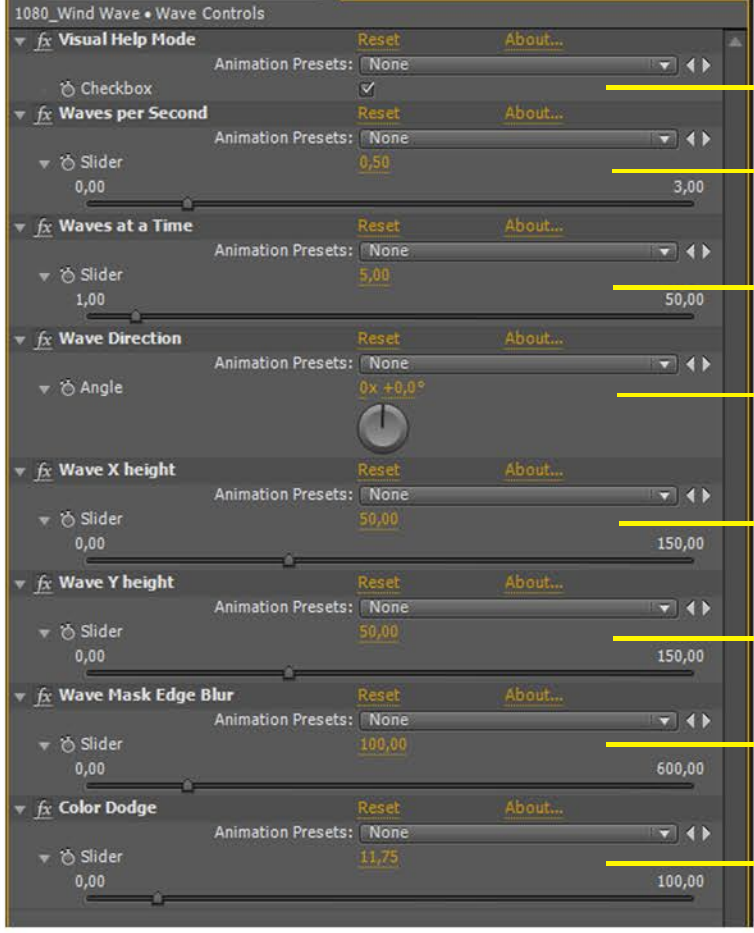 1080_Wind Wave • Wave Controls
fx Visual Help Mode Reset About...
Animation Presets: None
Checkbox
fx Waves per Second Reset About...
Animation Presets: None
Slider 0,50
0,00 3,00
fx Waves at a Time Reset About...
Animation Presets: None
Slider 5,00
1,00 50,00
fx Wave Direction Reset About...
Animation Presets: None
Angle 0x +0,0°
fx Wave X height Reset About...
Animation Presets: None
Slider 50,00
0,00 150,00
fx Wave Y height Reset About...
Animation Presets: None
Slider 50,00
0,00 150,00
fx Wave Mask Edge Blur Reset About...
Animation Presets: None
Slider 100,00
0,00 600,00
fx Color Dodge Reset About...
Animation Presets: None
Slider 11,75
0,00 100,00